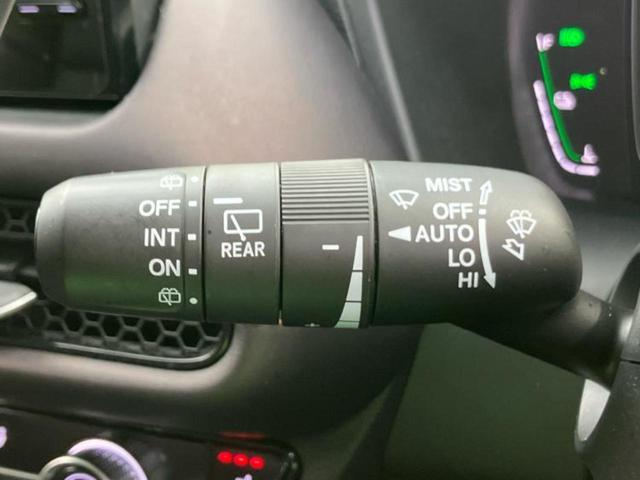 OFF
INT
ON
REAR
MIST
OFF
AUTO
LO
HI